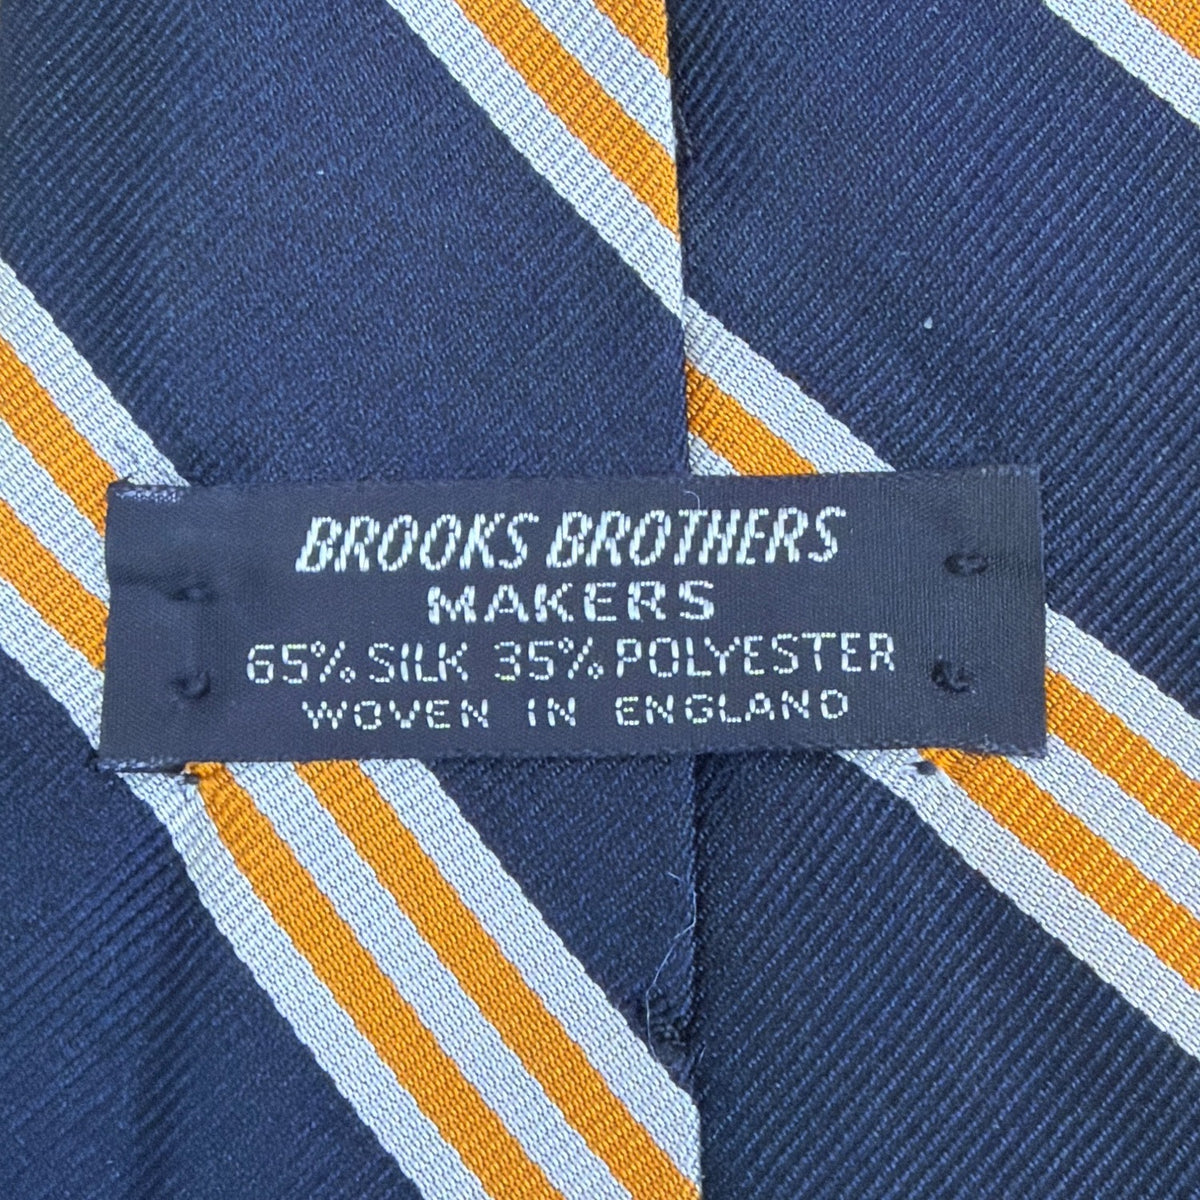 BROOKS BROTHERS
MAKERS
65% SILK 35% POLYESTER
WOVEN IN ENGLAND